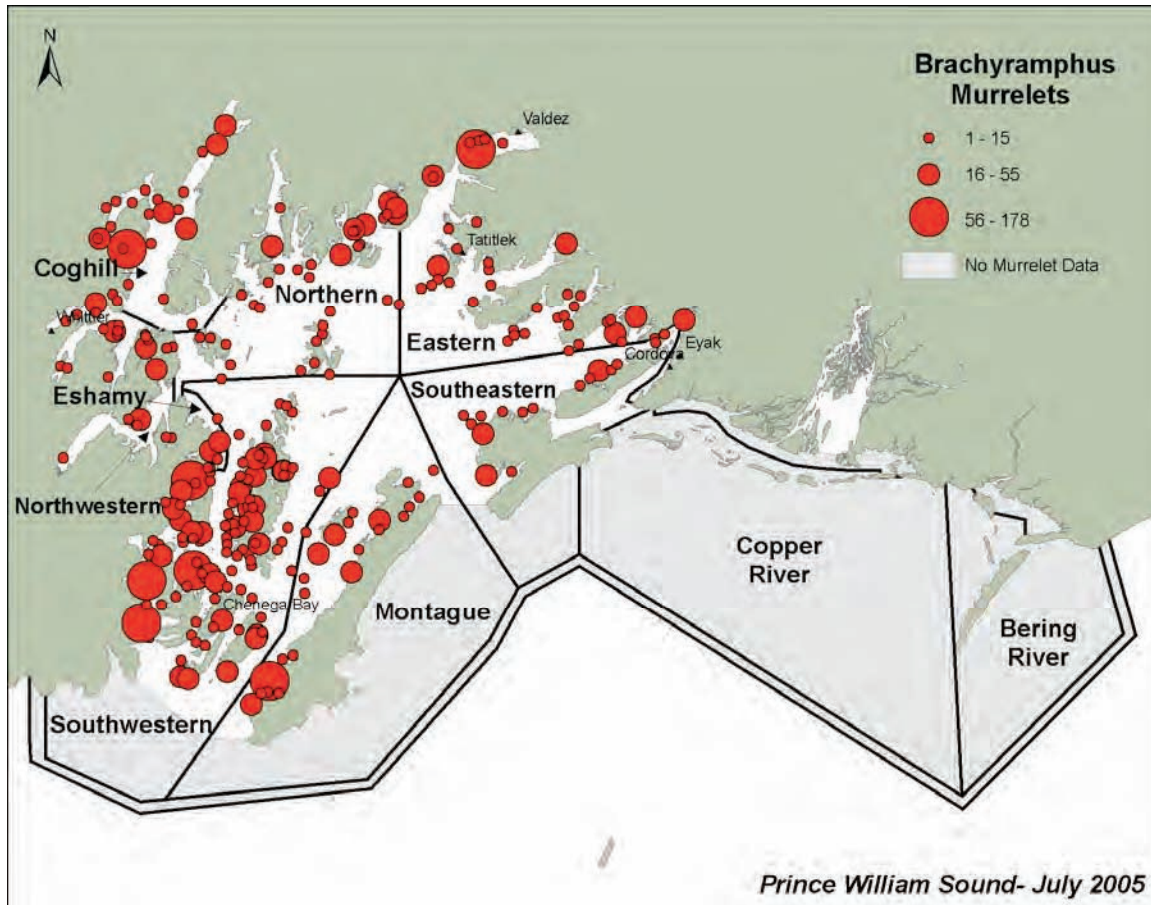 N
Brachyramphus
Murrelets
1 - 15
16 - 55
56 - 178
No Murrelet Data
Valdez
Tatitlek
Coghill
Northern
Whittier
Eastern
Eyak
Cordova
Southeastern
Eshamy
Northwestern
Copper
River
Chenega Bay
Montague
Bering
River
Southwestern
Prince William Sound- July 2005